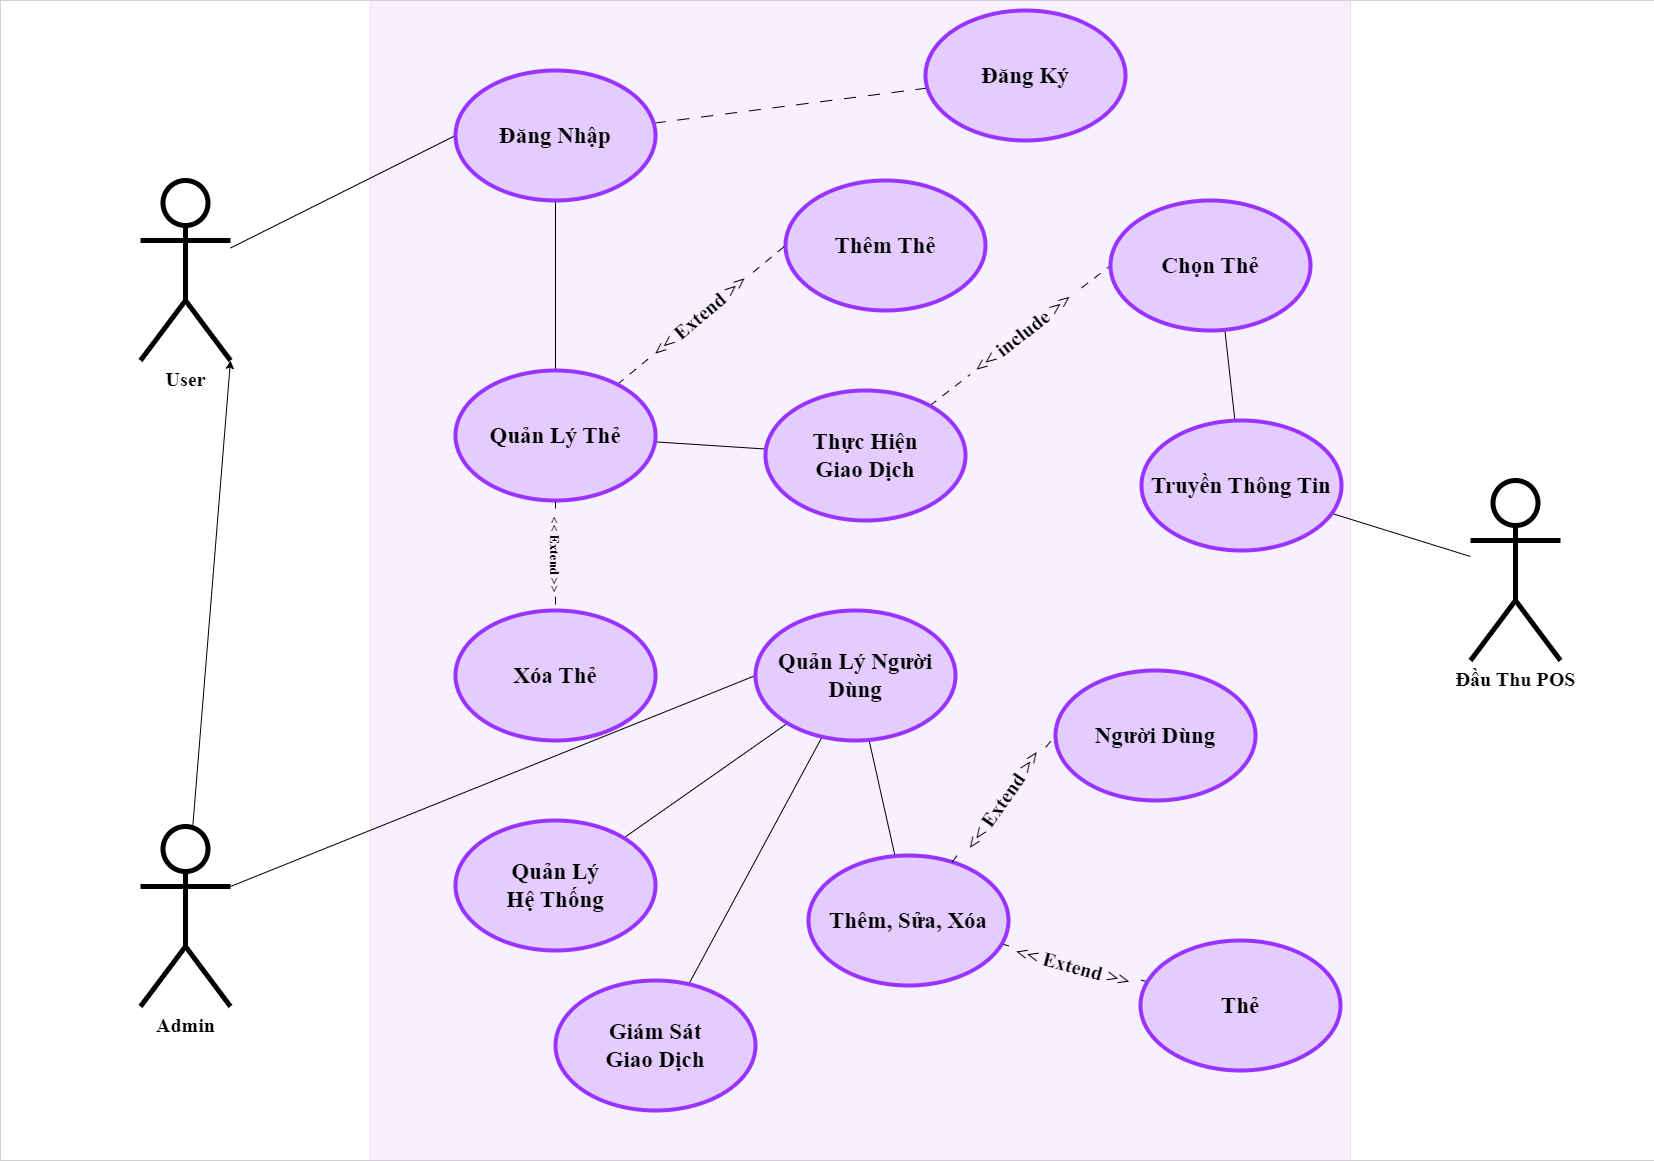 Đăng Ký
Đăng Nhập
Thêm Thẻ
Chọn Thẻ
<< Extend >>
<< include >>
User
Quản Lý Thẻ
Thực Hiện
Giao Dịch
Truyền Thông Tin
<< Extend >>
Đầu Thu POS
Xóa Thẻ
Quản Lý Người
Dùng
Người Dùng
<< Extend >>
Quản Lý
Hệ Thống
Thêm, Sửa, Xóa
<< Extend >>
Thẻ
Admin
Giám Sát
Giao Dịch